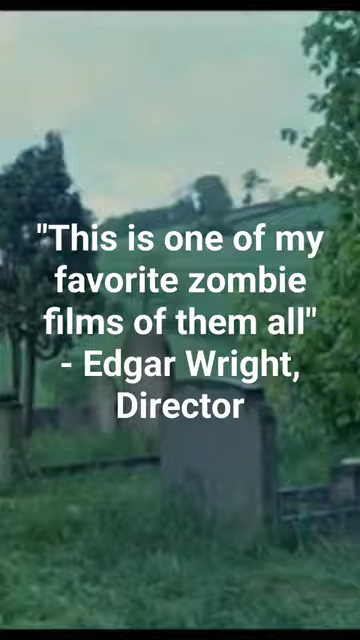 "This is one of my
favorite zombie
films of them all"
- Edgar Wright,
Director